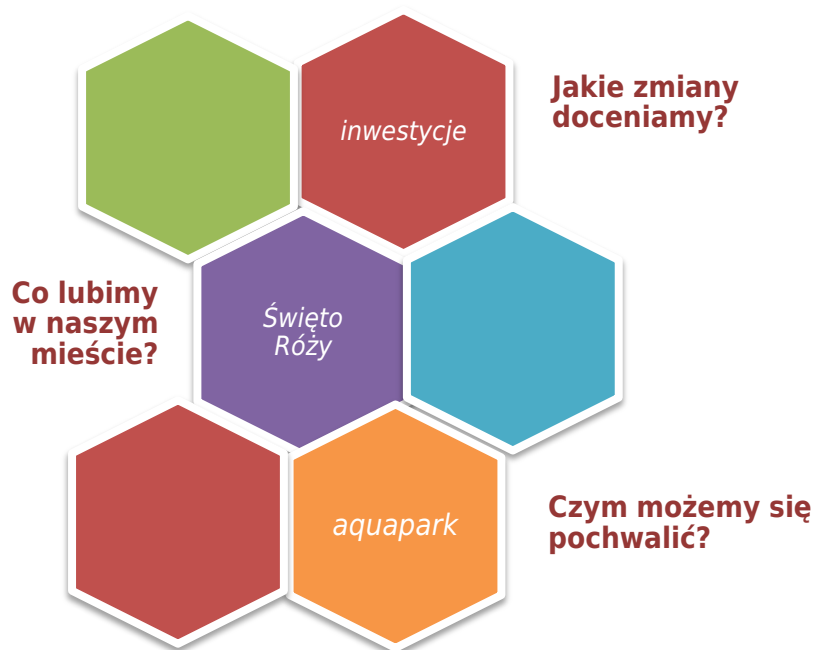 inwestycje
Jakie zmiany
doceniamy?
Co lubimy
w naszym
mieście?
Święto
Róży
aquapark
Czym możemy się
pochwalić?